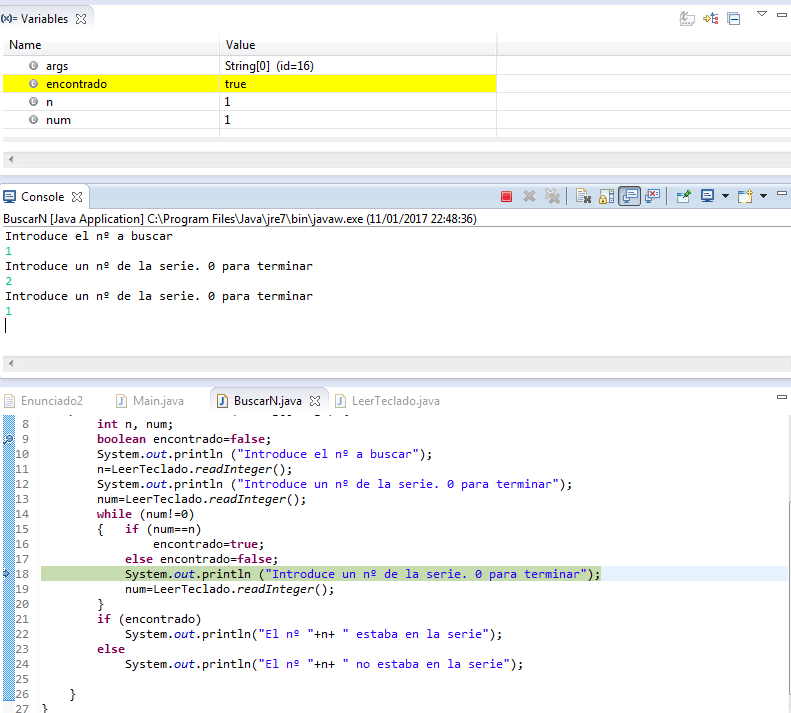 (x)= Variables
Name Value
args String[0] (id=16)
encontrado true
n 1
num 1
Console
BuscarN [Java Application] C:\Program Files\Java\jre7\bin\javaw.exe (11/01/2017 22:48:36)
Introduce el nº a buscar
1
Introduce un nº de la serie. 0 para terminar
2
Introduce un nº de la serie. 0 para terminar
1
Enunciado2 Main.java BuscarN.java LeerTeclado.java
8 int n, num;
9 boolean encontrado=false;
10 System.out.println ("Introduce el nº a buscar");
11 n=LeerTeclado.readInteger();
12 System.out.println ("Introduce un nº de la serie. 0 para terminar");
13 num=LeerTeclado.readInteger();
14 while (num!=0)
15 { if (num==n)
16 encontrado=true;
17 else encontrado=false;
18 System.out.println ("Introduce un nº de la serie. 0 para terminar");
19 num=LeerTeclado.readInteger();
20 }
21 if (encontrado)
22 System.out.println("El nº "+n+ " estaba en la serie");
23 else
24 System.out.println("El nº "+n+ " no estaba en la serie");
25
26 }
27 }